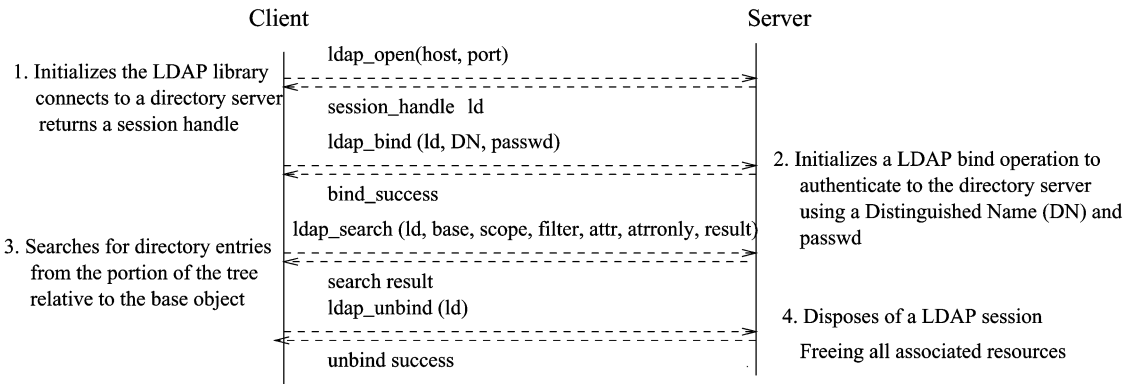 Client
Server
ldap_open(host, port)
1. Initializes the LDAP library
connects to a directory server
returns a session handle
session_handle ld
ldap_bind (ld, DN, passwd)
2. Initializes a LDAP bind operation to
authenticate to the directory server
using a Distinguished Name (DN) and
passwd
bind_success
ldap_search (ld, base, scope, filter, attr, atrronly, result)
3. Searches for directory entries
from the portion of the tree
relative to the base object
search result
ldap_unbind (ld)
4. Disposes of a LDAP session
Freeing all associated resources
unbind success